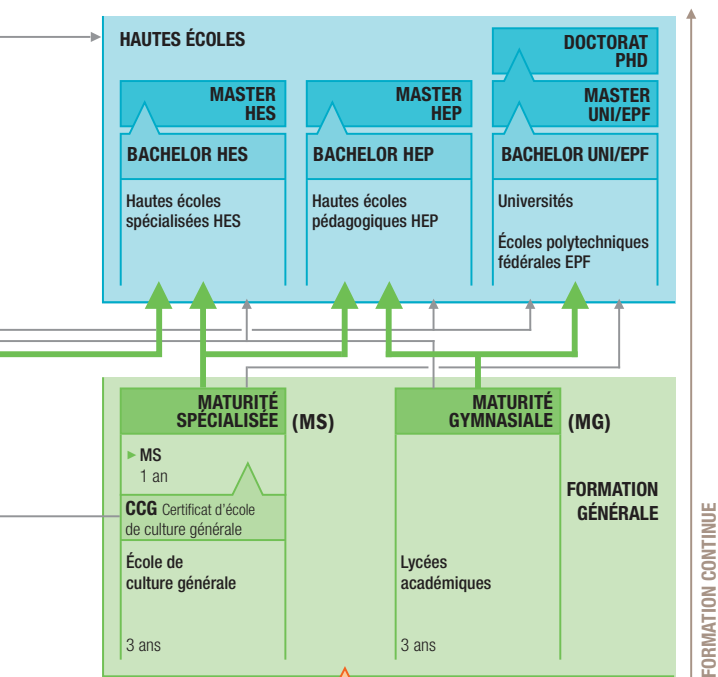 HAUTES ÉCOLES
DOCTORAT
PHD
MASTER
HES
MASTER
HEP
MASTER
UNI/EPF
BACHELOR HES
BACHELOR HEP
BACHELOR UNI/EPF
Hautes écoles
spécialisées HES
Hautes écoles
pédagogiques HEP
Universités
Écoles polytechniques
fédérales EPF
MATURITÉ
SPÉCIALISÉE
(MS)
MS
1 an
CCG Certificat d'école
de culture générale
École de
culture générale
3 ans
MATURITÉ
GYMNASIALE
(MG)
Lycées
académiques
3 ans
FORMATION
GÉNÉRALE
FORMATION CONTINUE